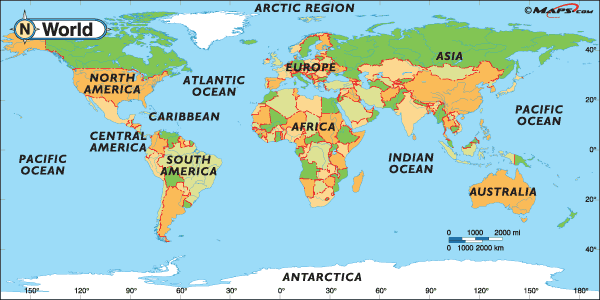 ARCTIC REGION
©MAPS.COM
N World
40°
20°
0°
20°
40°
NORTH
AMERICA
ATLANTIC
OCEAN
EUROPE
ASIA
CARIBBEAN
CENTRAL
AMERICA
AFRICA
PACIFIC
OCEAN
PACIFIC
OCEAN
SOUTH
AMERICA
INDIAN
OCEAN
AUSTRALIA
0 1000 2000 mi
0 1000 2000 km
ANTARCTICA
150° 120° 90° 60° 30° 0° 30° 60° 90° 120° 150° 180°